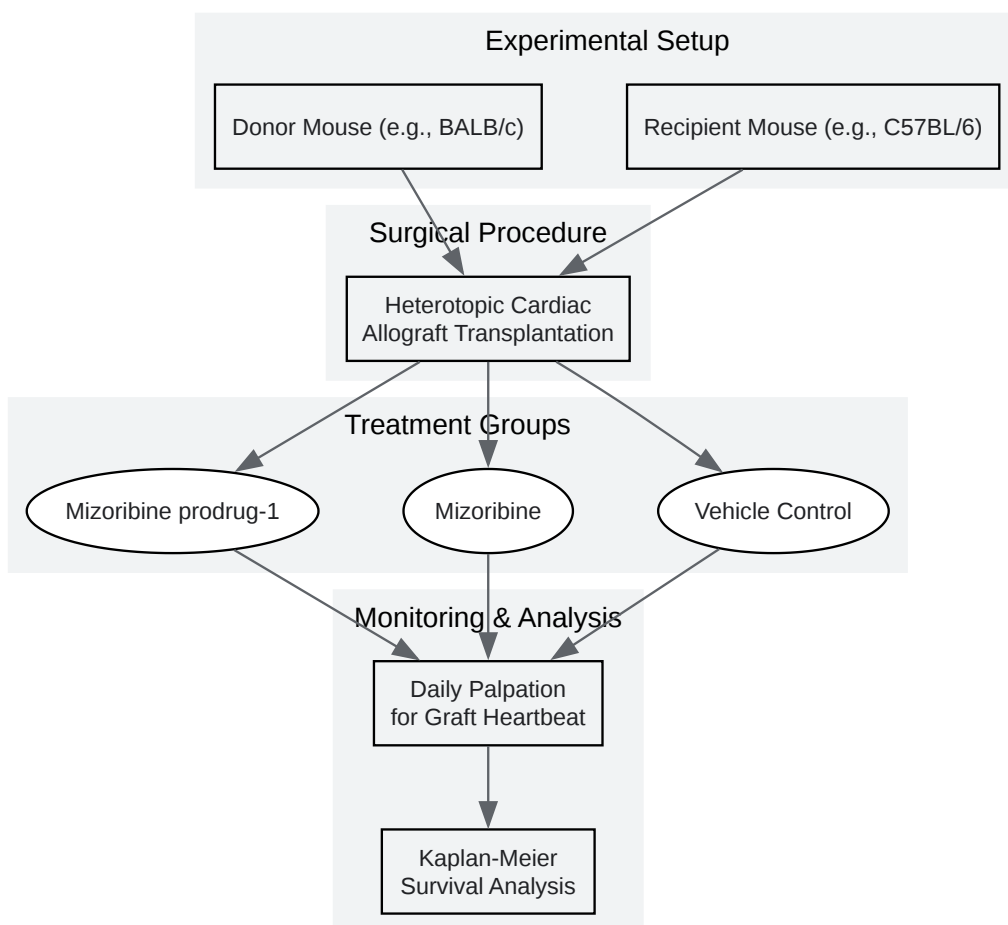 Experimental Setup
Donor Mouse (e.g., BALB/c)
Recipient Mouse (e.g., C57BL/6)
Surgical Procedure
Heterotopic Cardiac
Allograft Transplantation
Treatment Groups
Mizoribine prodrug-1
Mizoribine
Vehicle Control
Monitoring & Analysis
Daily Palpation
for Graft Heartbeat
Kaplan-Meier
Survival Analysis